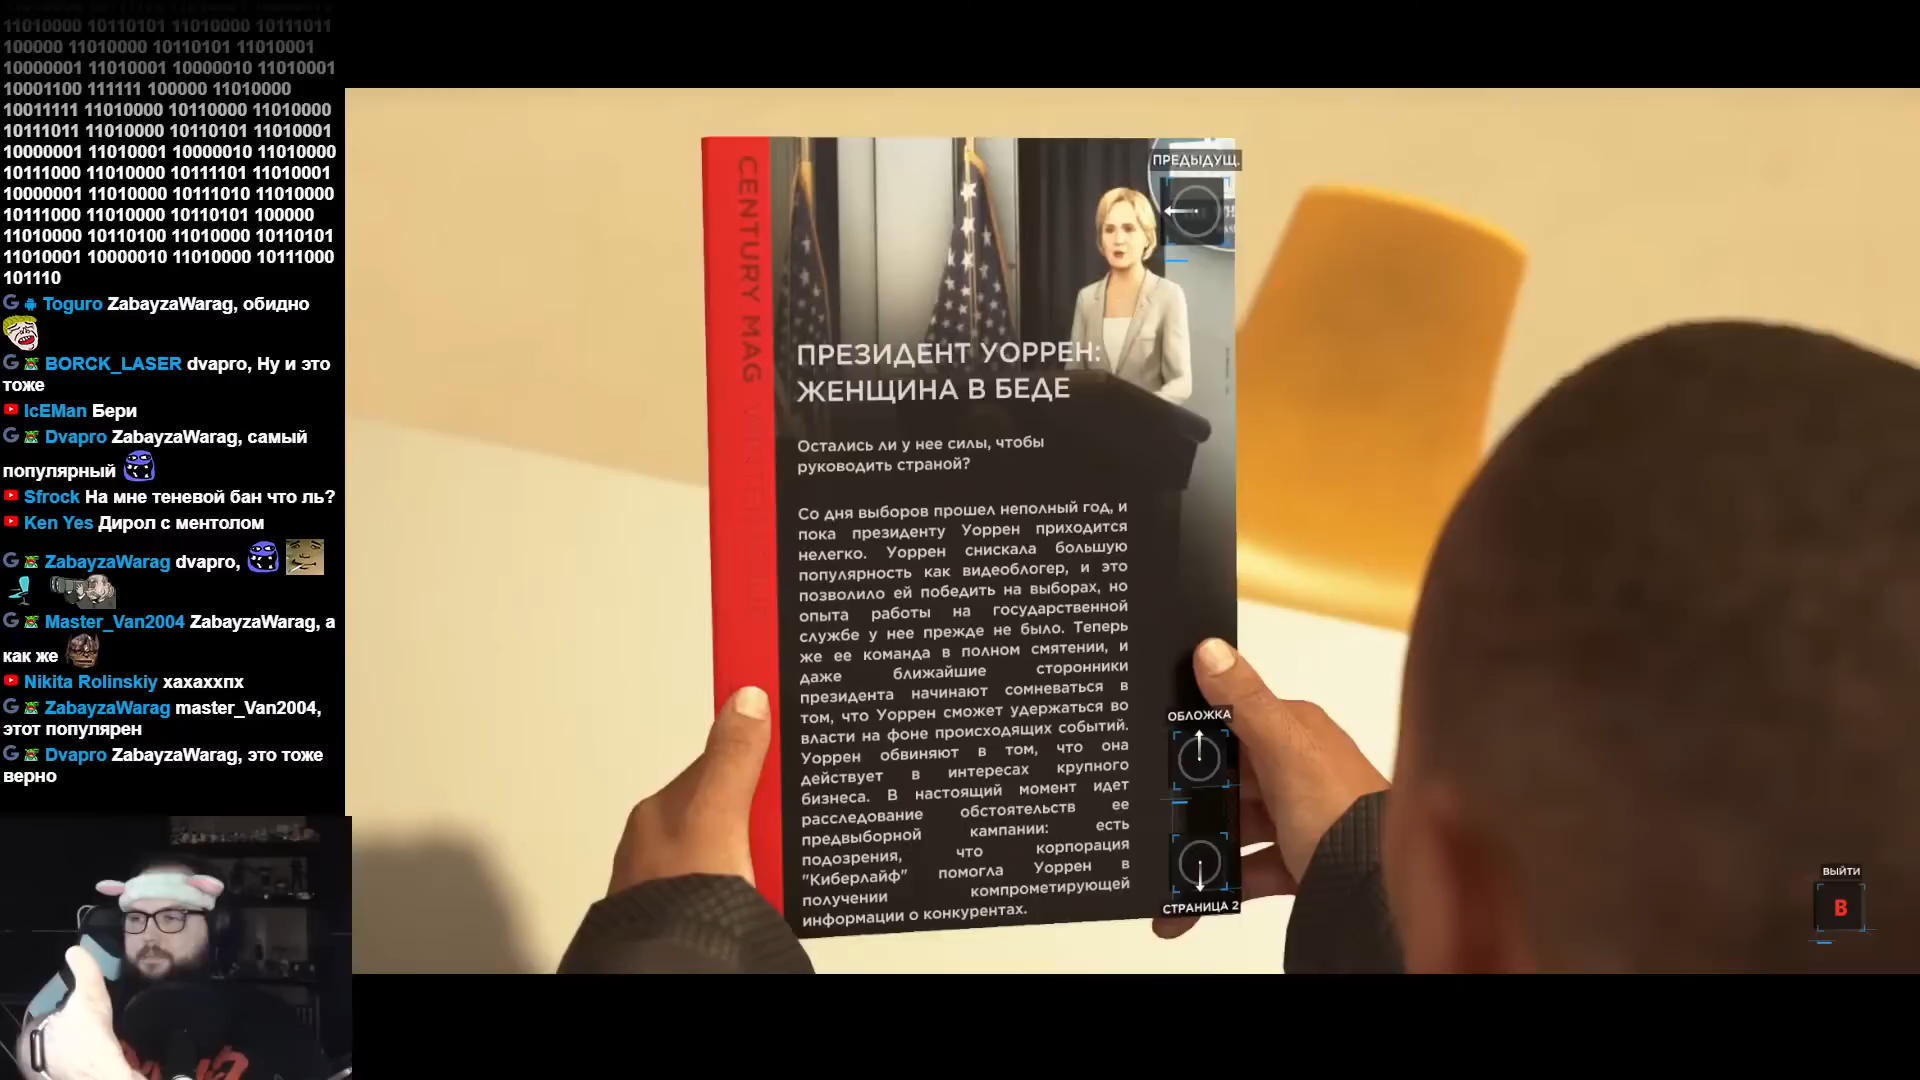 11010000 10110101 11010000 10111011
100000 11010000 10110101 11010001
10000001 11010001 10000010 11010001
10001100 111111 100000 11010000
10011111 11010000 10110000 11010000
10111011 11010000 10110101 11010001
10000001 11010001 10000010 11010000
10111000 11010000 10111101 11010001
10000001 11010000 10111010 11010000
10111000 11010000 10110101 100000
11010000 10110100 11010000 10110101
11010001 10000010 11010000 10111000
101110
Toguro ZabayzaWarag, обидно
BORCK_LASER dvapro, Ну и это
тоже
IcEMan Бери
Dvapro ZabayzaWarag, самый
популярный
Sfrock На мне теневой бан что ль?
Ken Yes Дирол с ментолом
ZabayzaWarag dvapro,
Master_Van2004 ZabayzaWarag, а
как же
Nikita Rolinskiy хахаххпх
ZabayzaWarag master_Van2004,
этот популярен
Dvapro ZabayzaWarag, это тоже
верно
CENTURY MAG
ПРЕДЫДУЩ.
ПРЕЗИДЕНТ УОРРЕН:
ЖЕНЩИНА В БЕДЕ
Остались ли у нее силы, чтобы
руководить страной?
Со дня выборов прошел неполный год, и
пока президенту Уоррен приходится
нелегко. Уоррен снискала большую
популярность как видеоблогер, и это
позволило ей победить на выборах, но
опыта работы на государственной
службе у нее прежде не было. Теперь
же ее команда в полном смятении, и
даже ближайшие сторонники
президента начинают сомневаться в
том, что Уоррен сможет удержаться во
власти на фоне происходящих событий.
Уоррен обвиняют в том, что она
действует в интересах крупного
бизнеса. В настоящий момент идет
расследование обстоятельств ее
предвыборной кампании: есть
подозрения, что корпорация
"Киберлайф" помогла Уоррен в
получении компрометирующей
информации о конкурентах.
ОБЛОЖКА
СТРАНИЦА 2
ВЫЙТИ
B